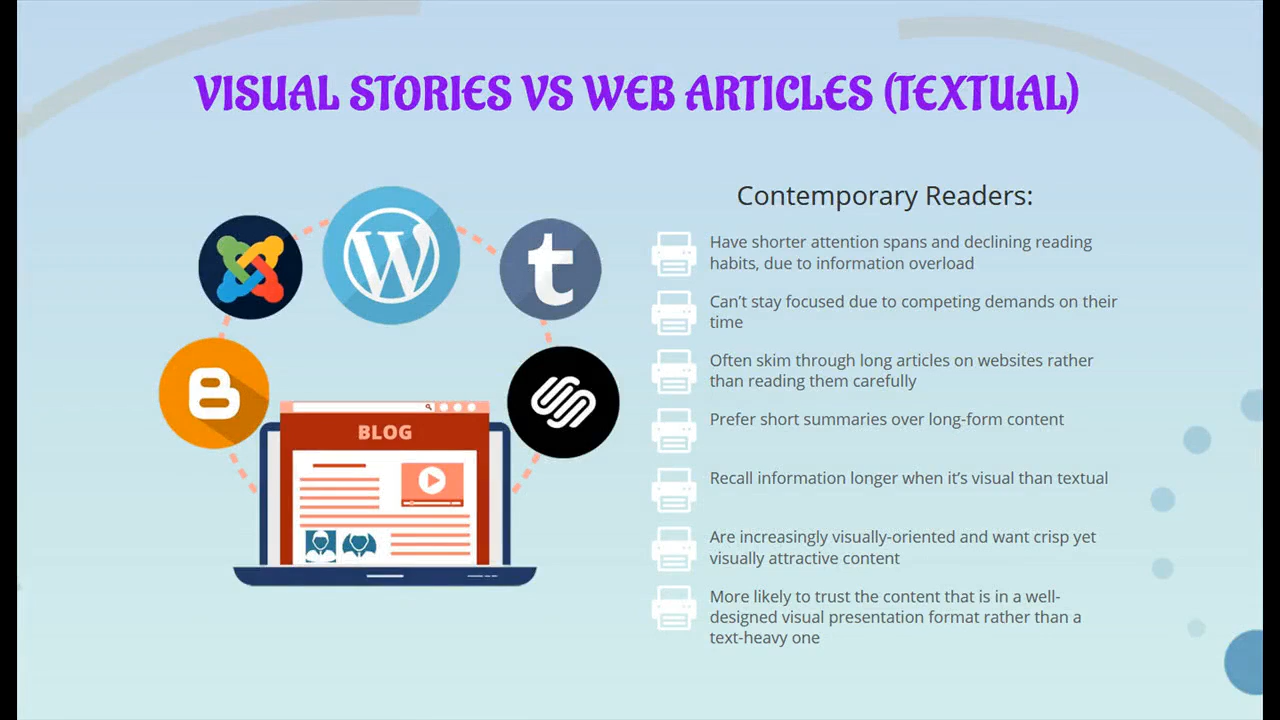 VISUAL STORIES VS WEB ARTICLES (TEXTUAL)
Contemporary Readers:
Have shorter attention spans and declining reading
habits, due to information overload
Can't stay focused due to competing demands on their
time
Often skim through long articles on websites rather
than reading them carefully
Prefer short summaries over long-form content
Recall information longer when it's visual than textual
Are increasingly visually-oriented and want crisp yet
visually attractive content
More likely to trust the content that is in a well-
designed visual presentation format rather than a
text-heavy one
BLOG